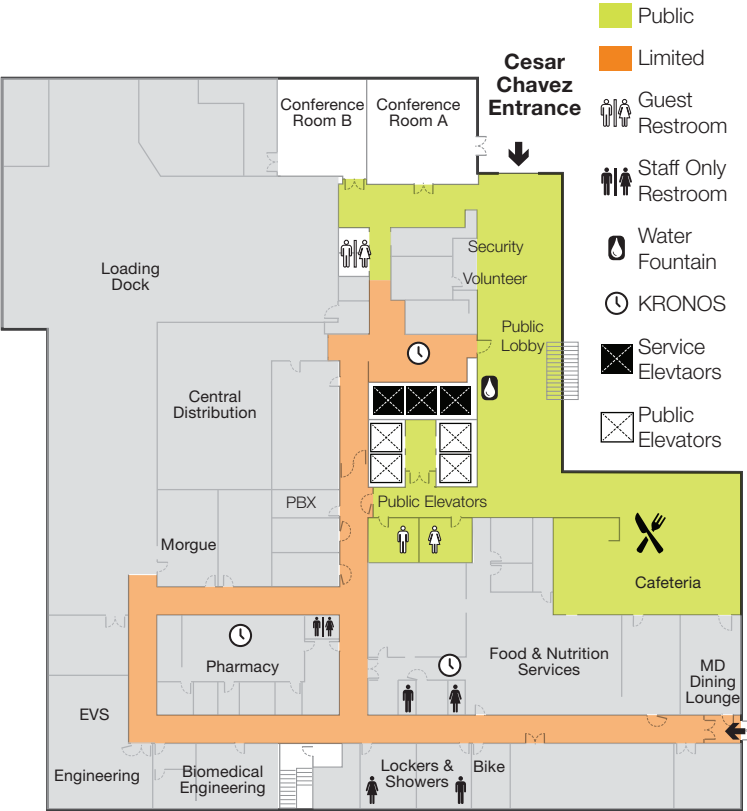 Public
Limited
Guest
Restroom
Staff Only
Restroom
Water
Fountain
KRONOS
Service
Elevtaors
Public
Elevators
Cesar
Chavez
Entrance
Conference
Room B
Conference
Room A
Security
Volunteer
Loading
Dock
Public
Lobby
Central
Distribution
PBX
Public Elevators
Morgue
Cafeteria
Pharmacy
Food & Nutrition
Services
MD
Dining
Lounge
EVS
Engineering
Biomedical
Engineering
Lockers &
Showers
Bike